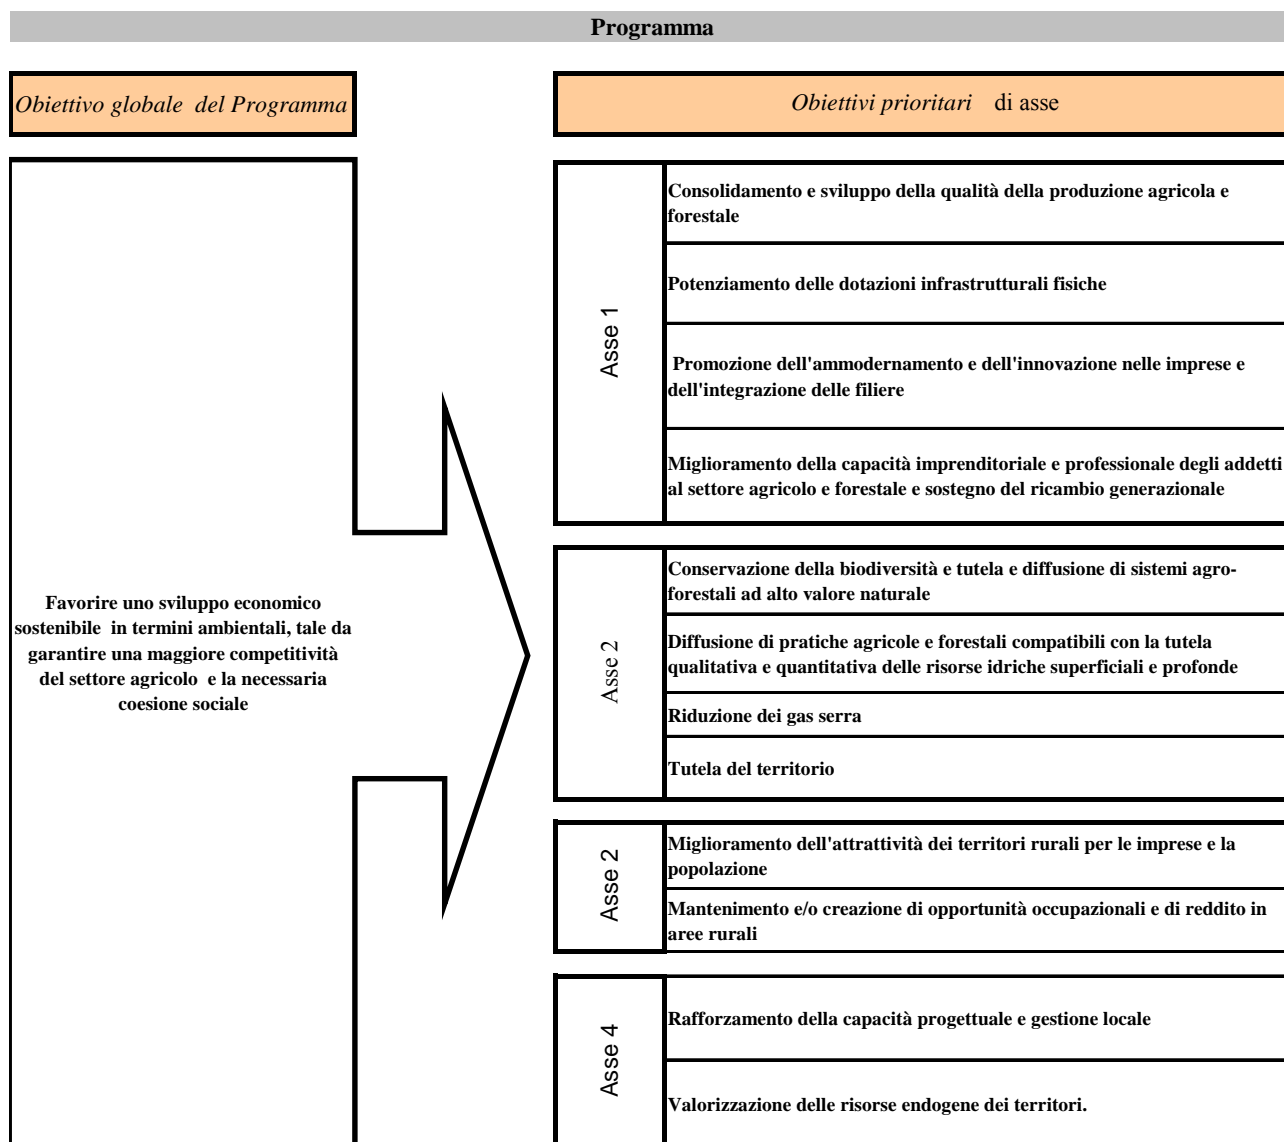 Programma
Obiettivo globale del Programma
Obiettivi prioritari di asse
Favorire uno sviluppo economico
sostenibile in termini ambientali, tale da
garantire una maggiore competitività
del settore agricolo e la necessaria
coesione sociale
Asse 1
Consolidamento e sviluppo della qualità della produzione agricola e
forestale
Potenziamento delle dotazioni infrastrutturali fisiche
Promozione dell'ammodernamento e dell'innovazione nelle imprese e
dell'integrazione delle filiere
Miglioramento della capacità imprenditoriale e professionale degli addetti
al settore agricolo e forestale e sostegno del ricambio generazionale
Asse 2
Conservazione della biodiversità e tutela e diffusione di sistemi agro-
forestali ad alto valore naturale
Diffusione di pratiche agricole e forestali compatibili con la tutela
qualitativa e quantitativa delle risorse idriche superficiali e profonde
Riduzione dei gas serra
Tutela del territorio
Asse 2
Miglioramento dell'attrattività dei territori rurali per le imprese e la
popolazione
Mantenimento e/o creazione di opportunità occupazionali e di reddito in
aree rurali
Asse 4
Rafforzamento della capacità progettuale e gestione locale
Valorizzazione delle risorse endogene dei territori.